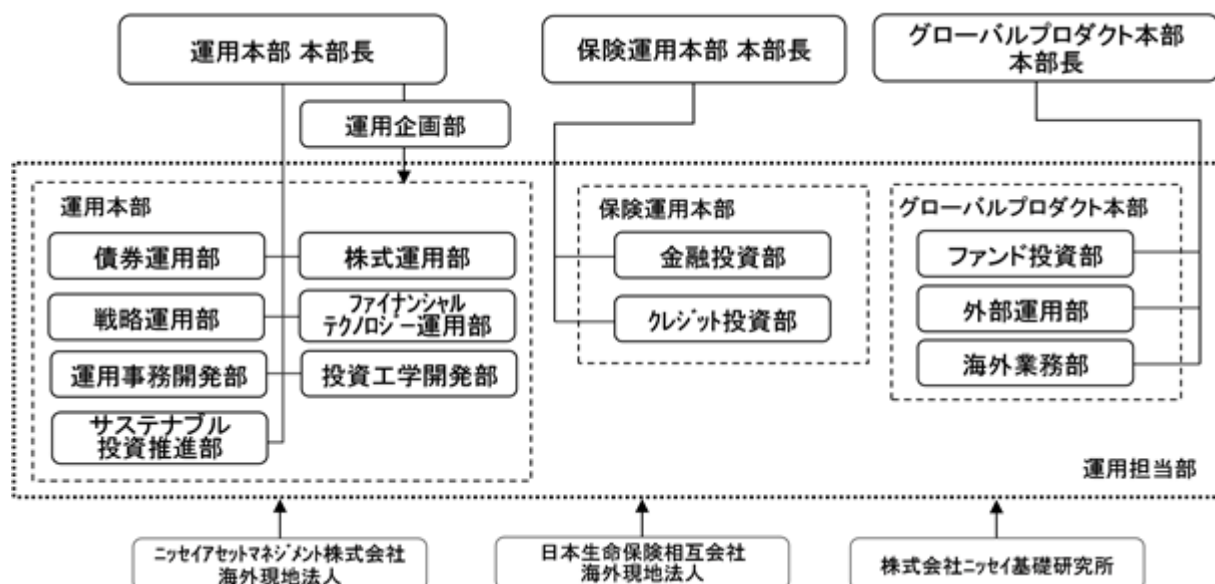 運用本部 本部長
保険運用本部 本部長
グローバルプロダクト本部
本部長
運用企画部
運用本部
債券運用部
株式運用部
戦略運用部
ファイナンシャル
テクノロジー運用部
運用事務開発部
投資工学開発部
サステナブル
投資推進部
保険運用本部
金融投資部
クレジット投資部
グローバルプロダクト本部
ファンド投資部
外部運用部
海外業務部
運用担当部
ニッセイアセットマネジメント株式会社
海外現地法人
日本生命保険相互会社
海外現地法人
株式会社ニッセイ基礎研究所